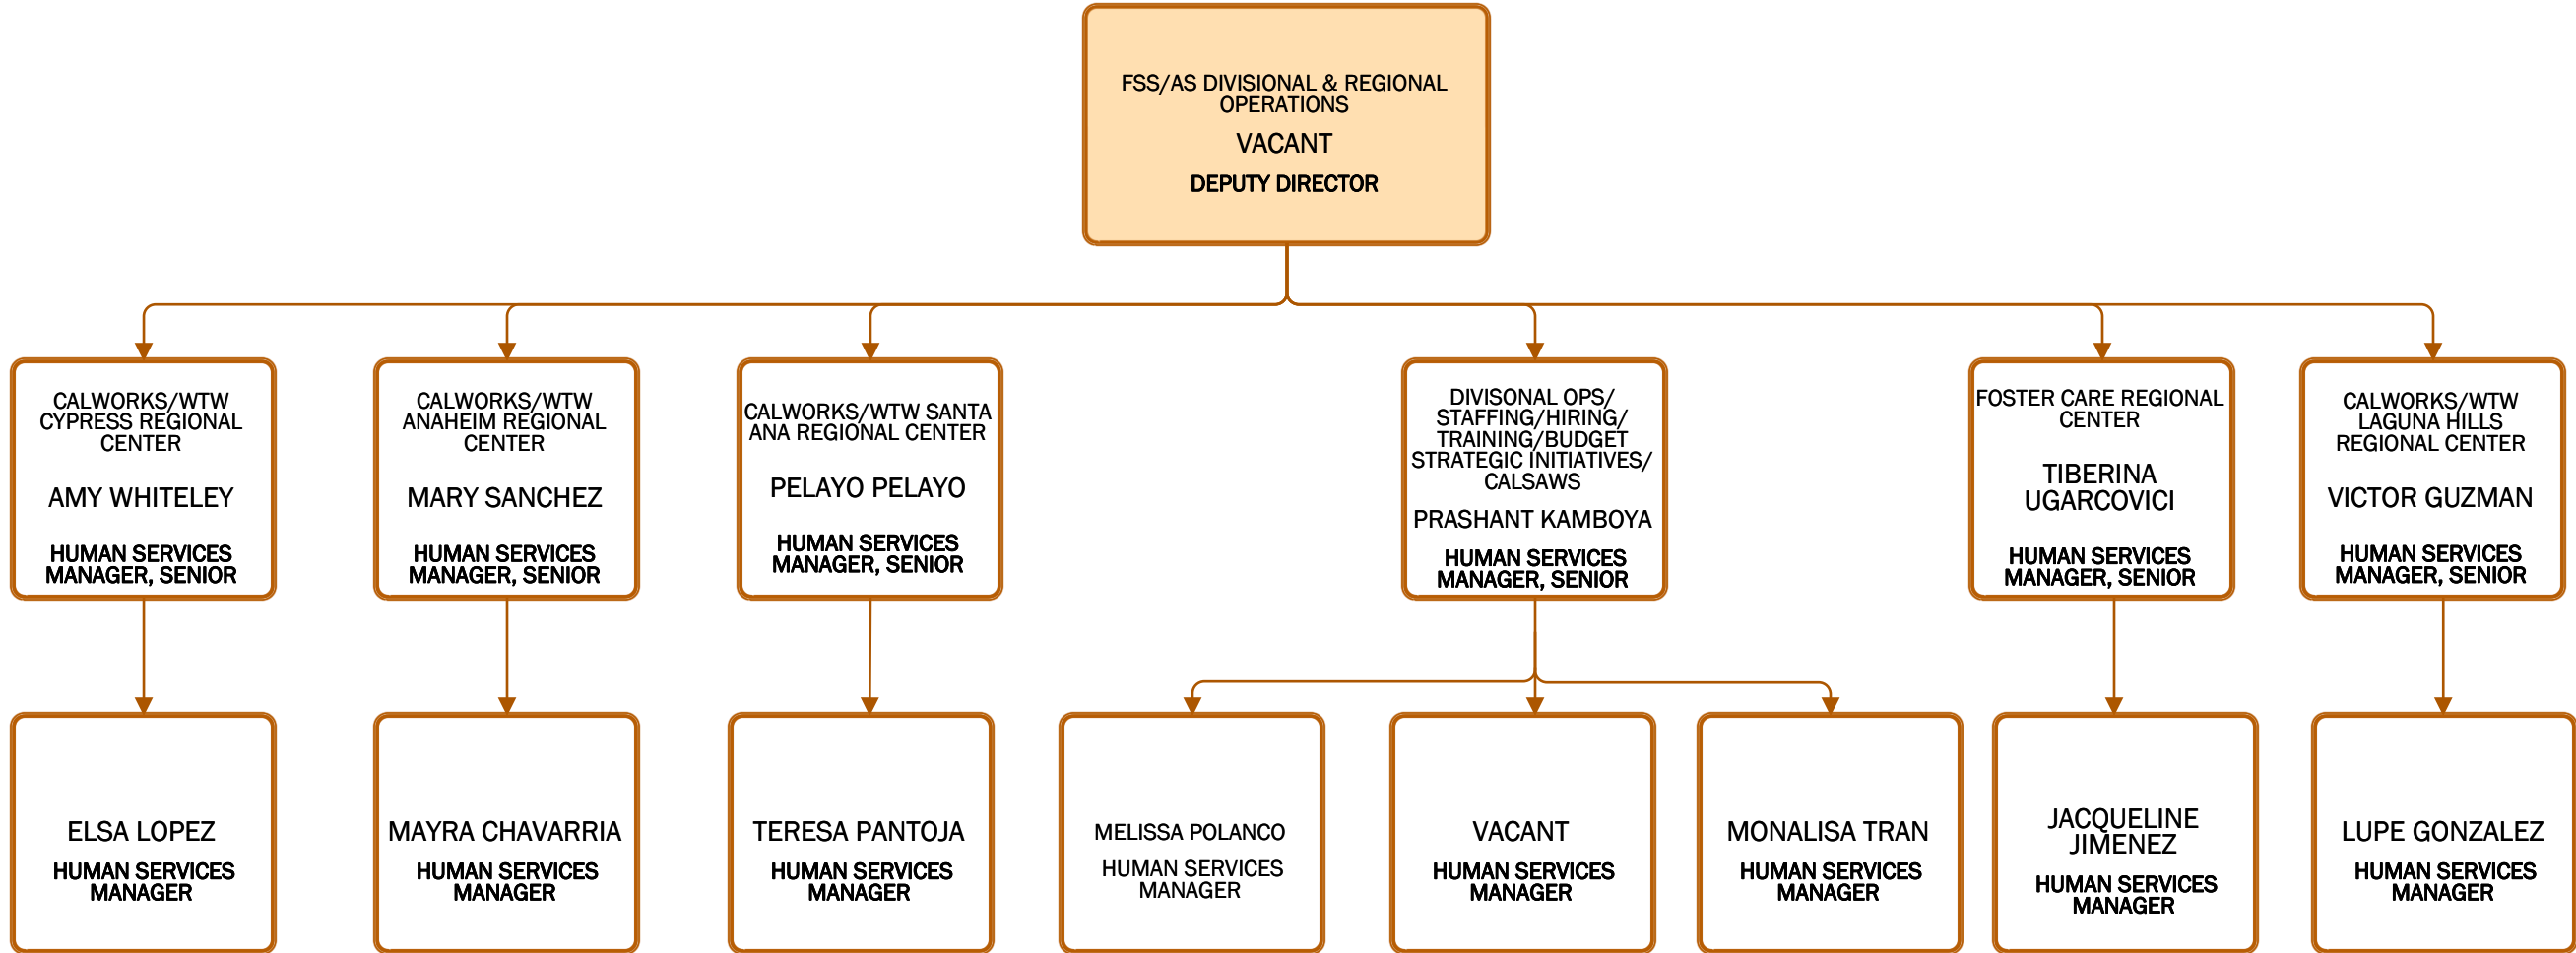 FSS/AS DIVISIONAL & REGIONAL
OPERATIONS
VACANT
DEPUTY DIRECTOR
CALWORKS/WTW
CYPRESS REGIONAL
CENTER
AMY WHITELEY
HUMAN SERVICES
MANAGER, SENIOR
CALWORKS/WTW
ANAHEIM REGIONAL
CENTER
MARY SANCHEZ
HUMAN SERVICES
MANAGER, SENIOR
CALWORKS/WTW SANTA
ANA REGIONAL CENTER
PELAYO PELAYO
HUMAN SERVICES
MANAGER, SENIOR
DIVISONAL OPS/
STAFFING/HIRING/
TRAINING/BUDGET
STRATEGIC INITIATIVES/
CALSAWS
PRASHANT KAMBOYA
HUMAN SERVICES
MANAGER, SENIOR
FOSTER CARE REGIONAL
CENTER
TIBERINA
UGARCOVICI
HUMAN SERVICES
MANAGER, SENIOR
CALWORKS/WTW
LAGUNA HILLS
REGIONAL CENTER
VICTOR GUZMAN
HUMAN SERVICES
MANAGER, SENIOR
ELSA LOPEZ
HUMAN SERVICES
MANAGER
MAYRA CHAVARRIA
HUMAN SERVICES
MANAGER
TERESA PANTOJA
HUMAN SERVICES
MANAGER
MELISSA POLANCO
HUMAN SERVICES
MANAGER
VACANT
HUMAN SERVICES
MANAGER
MONALISA TRAN
HUMAN SERVICES
MANAGER
JACQUELINE
JIMENEZ
HUMAN SERVICES
MANAGER
LUPE GONZALEZ
HUMAN SERVICES
MANAGER